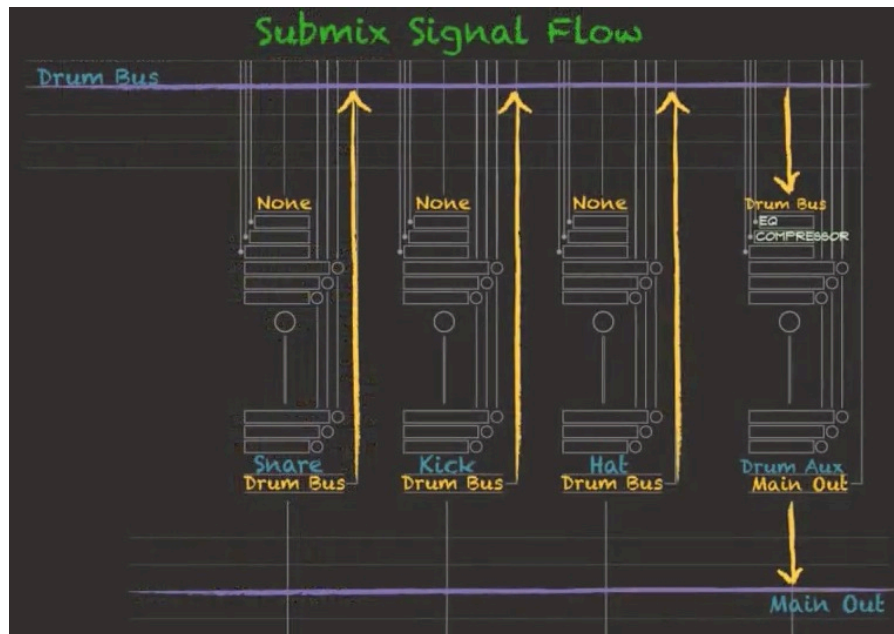 Submix Signal Flow
Drum Bus
None None None Drum Bus
EQ
COMPRESSOR
Snare Kick Hat Drum Aux
Drum Bus Drum Bus Drum Bus Main Out
Main Out